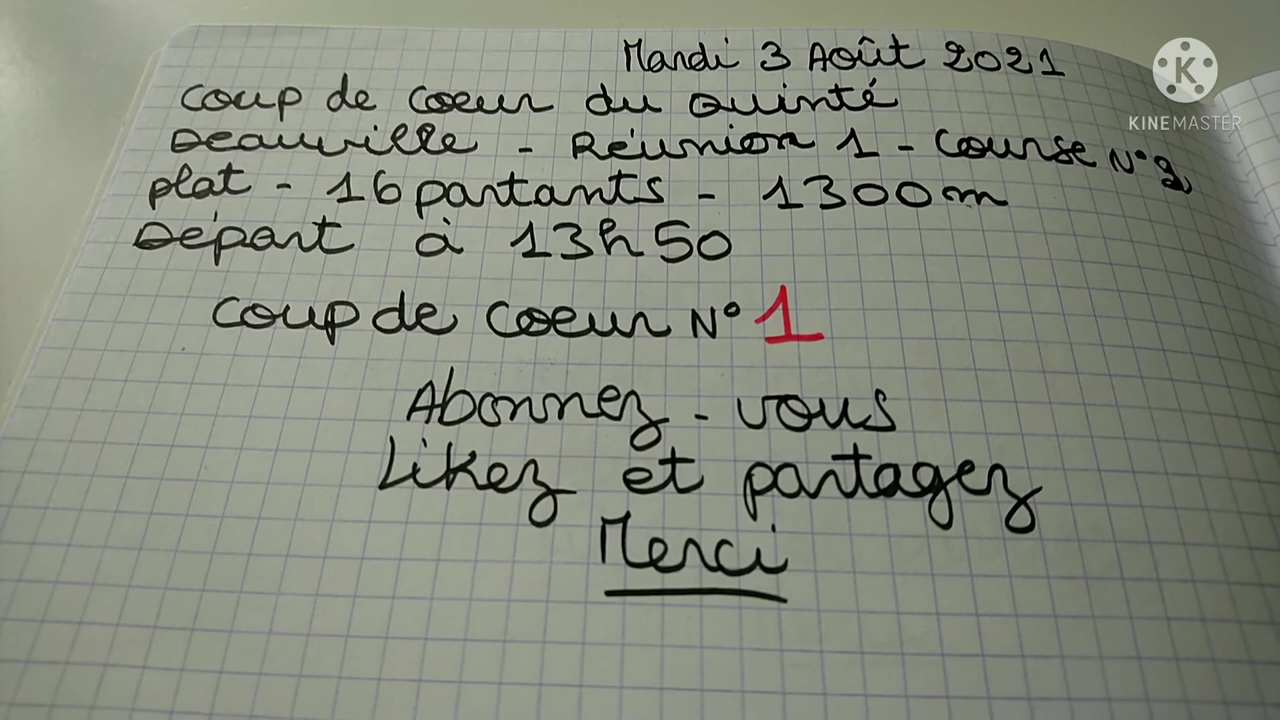 Mardi 3 Août 2021
Coup de coeur du Quinté
Deauville - Réunion 1 - Course N°2
plat - 16 partants - 1300m
Départ à 13h50
Coup de coeur N° 1
Abonnez-vous
Likez et partagez
Merci
K
KINEMASTER